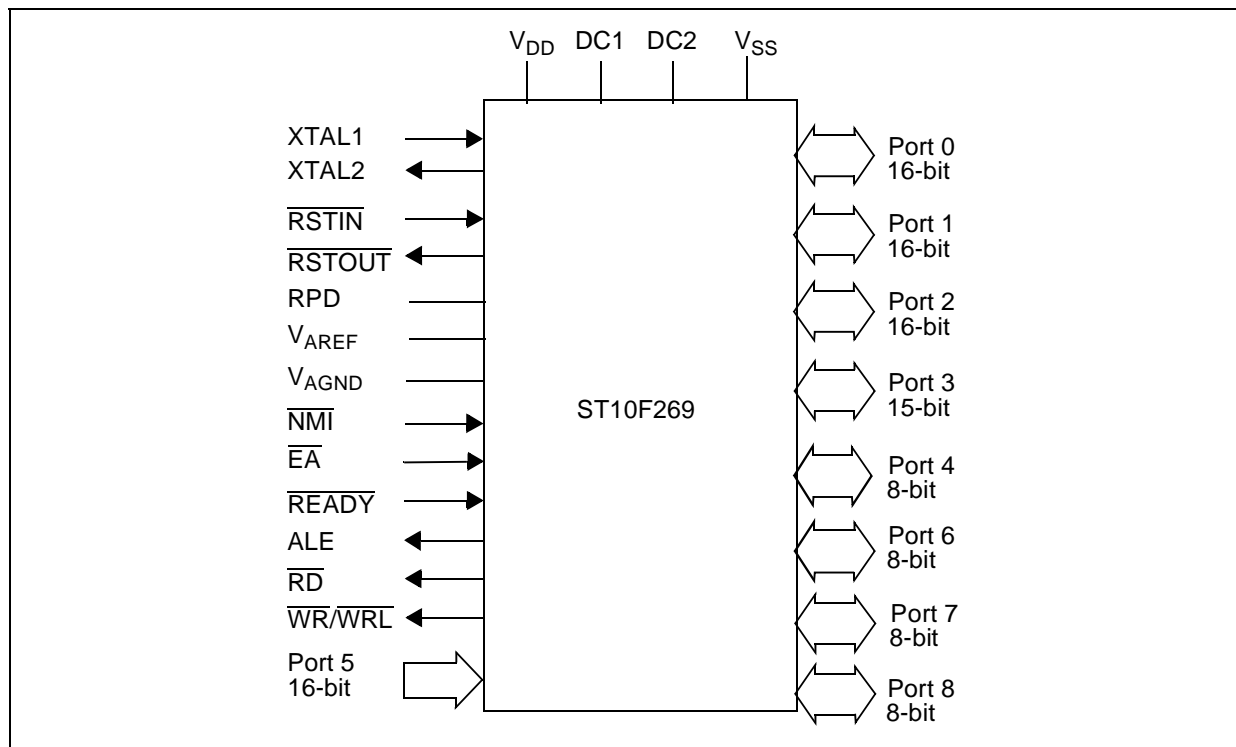 VDD DC1 DC2 VSS
XTAL1
XTAL2
RSTIN
RSTOUT
RPD
VAREF
VAGND
NMI
EA
READY
ALE
RD
WR/WRL
Port 5
16-bit
ST10F269
Port 0
16-bit
Port 1
16-bit
Port 2
16-bit
Port 3
15-bit
Port 4
8-bit
Port 6
8-bit
Port 7
8-bit
Port 8
8-bit